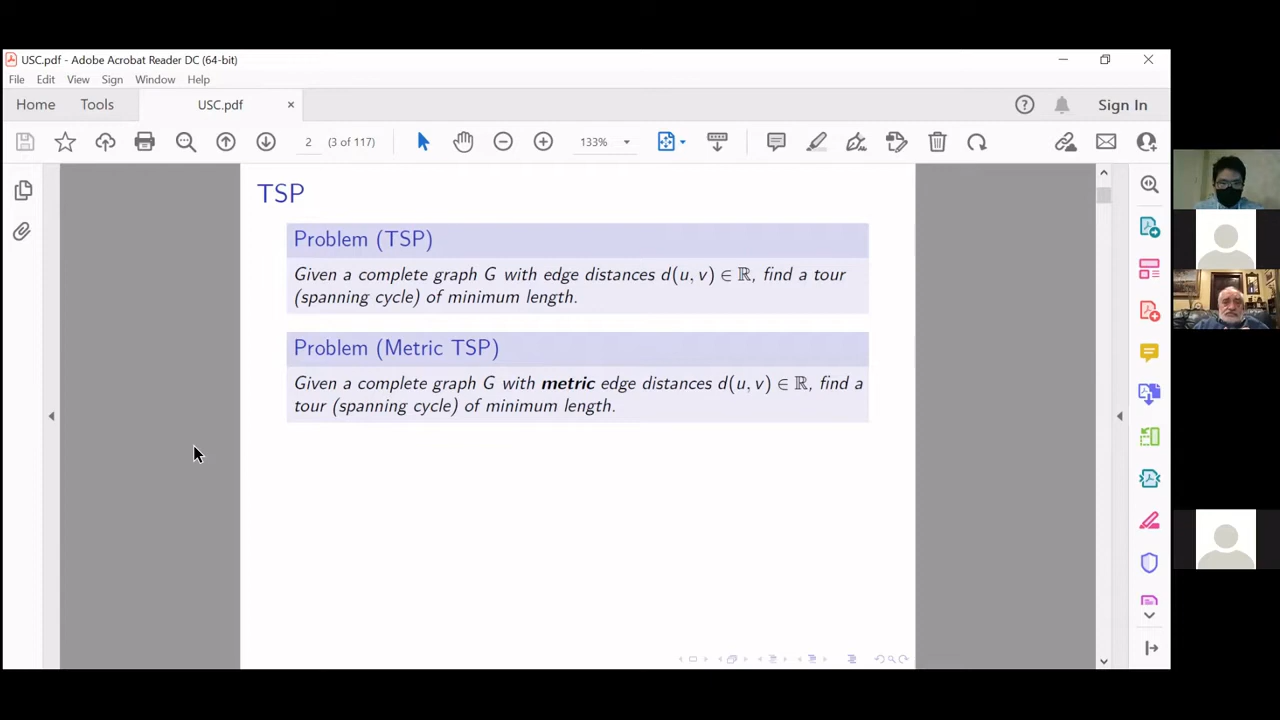 USC.pdf - Adobe Acrobat Reader DC (64-bit)
File Edit View Sign Window Help
Home Tools USC.pdf × Sign In
2 (3 of 117) 133%
TSP
Problem (TSP)
Given a complete graph G with edge distances d(u, v) ∈ ℝ, find a tour
(spanning cycle) of minimum length.
Problem (Metric TSP)
Given a complete graph G with metric edge distances d(u, v) ∈ ℝ, find a
tour (spanning cycle) of minimum length.